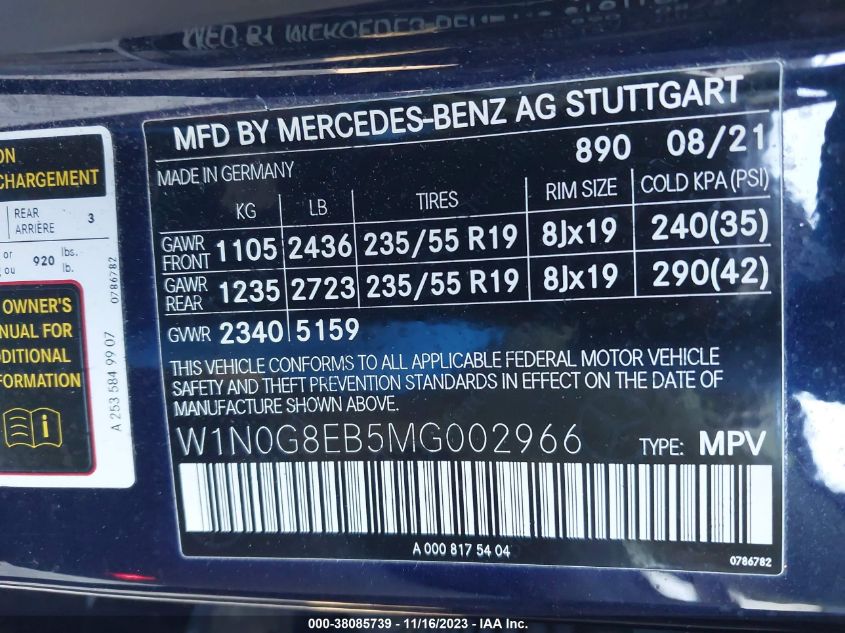 MFD BY MERCEDES-BENZ AG STUTTGART
890 08/21
MADE IN GERMANY
KG LB TIRES RIM SIZE COLD KPA (PSI)
GAWR FRONT 1105 2436 235/55 R19 8Jx19 240(35)
GAWR REAR 1235 2723 235/55 R19 8Jx19 290(42)
GVWR 2340 5159
THIS VEHICLE CONFORMS TO ALL APPLICABLE FEDERAL MOTOR VEHICLE
SAFETY AND THEFT PREVENTION STANDARDS IN EFFECT ON THE DATE OF
MANUFACTURE SHOWN ABOVE.
W1N0G8EB5MG002966 TYPE: MPV
A 000 817 54 04
0786782
ON
CHARGEMENT
REAR
ARRIÈRE 3
or 920 lbs.
ou lb.
OWNER'S
FOR
A 253 584 99 07 0786782
000-38085739 - 11/16/2023 - IAA Inc.